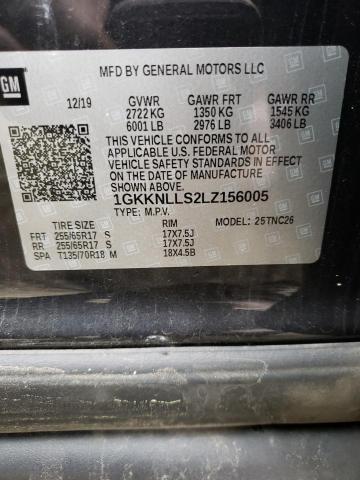 GM
MFD BY GENERAL MOTORS LLC
12/19 GVWR GAWR FRT GAWR RR
2722 KG 1350 KG 1545 KG
6001 LB 2976 LB 3406 LB
THIS VEHICLE CONFORMS TO ALL
APPLICABLE U.S. FEDERAL MOTOR
VEHICLE SAFETY STANDARDS IN EFFECT
ON THE DATE OF MANUFACTURE
SHOWN ABOVE.
1GKKNLLS2LZ156005
TYPE: M.P.V. MODEL: 25TNC26
TIRE SIZE RIM
FRT 255/65R17 S 17X7.5J
RR 255/65R17 S 17X7.5J
SPA T135/70R18 M 18X4.5B